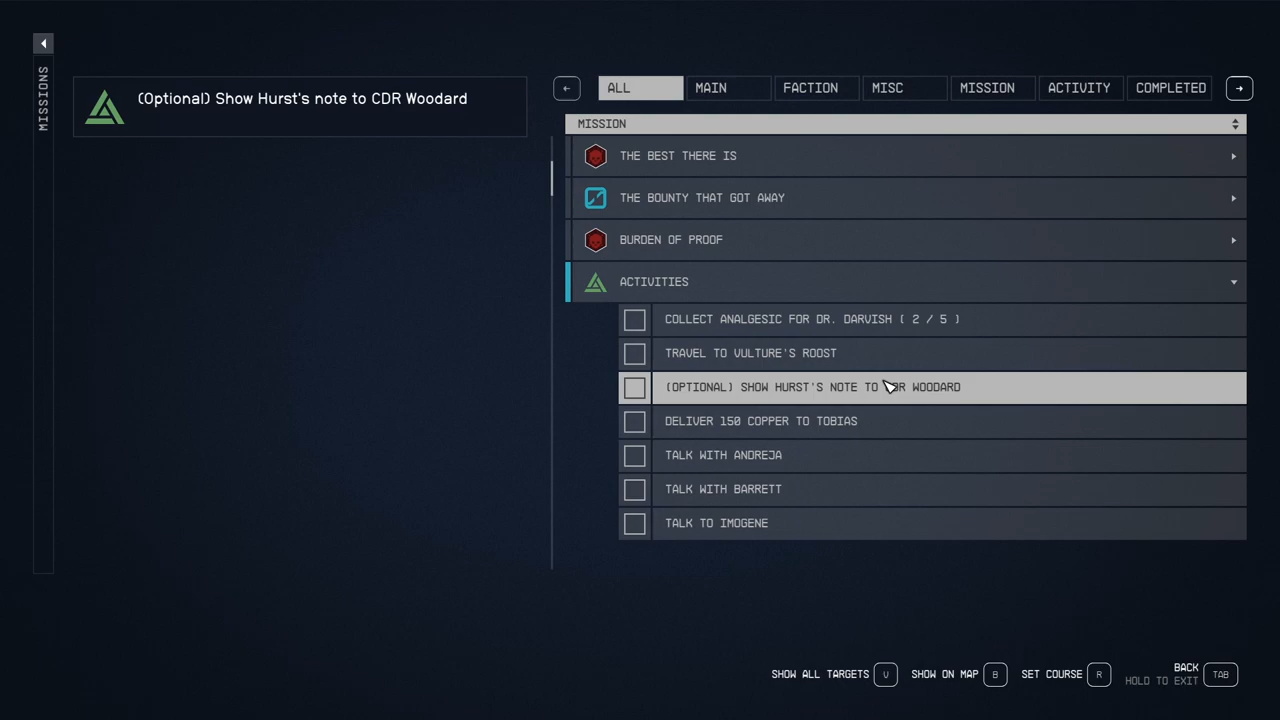 MISSIONS
(Optional) Show Hurst's note to CDR Woodard
ALL
MAIN
FACTION
MISC
MISSION
ACTIVITY
COMPLETED
MISSION
THE BEST THERE IS
THE BOUNTY THAT GOT AWAY
BURDEN OF PROOF
ACTIVITIES
COLLECT ANALGESIC FOR DR. DARVISH ( 2 / 5 )
TRAVEL TO VULTURE'S ROOST
(OPTIONAL) SHOW HURST'S NOTE TO CDR WOODARD
DELIVER 150 COPPER TO TOBIAS
TALK WITH ANDREJA
TALK WITH BARRETT
TALK TO IMOGENE
SHOW ALL TARGETS V
SHOW ON MAP B
SET COURSE R
BACK
HOLD TO EXIT
TAB